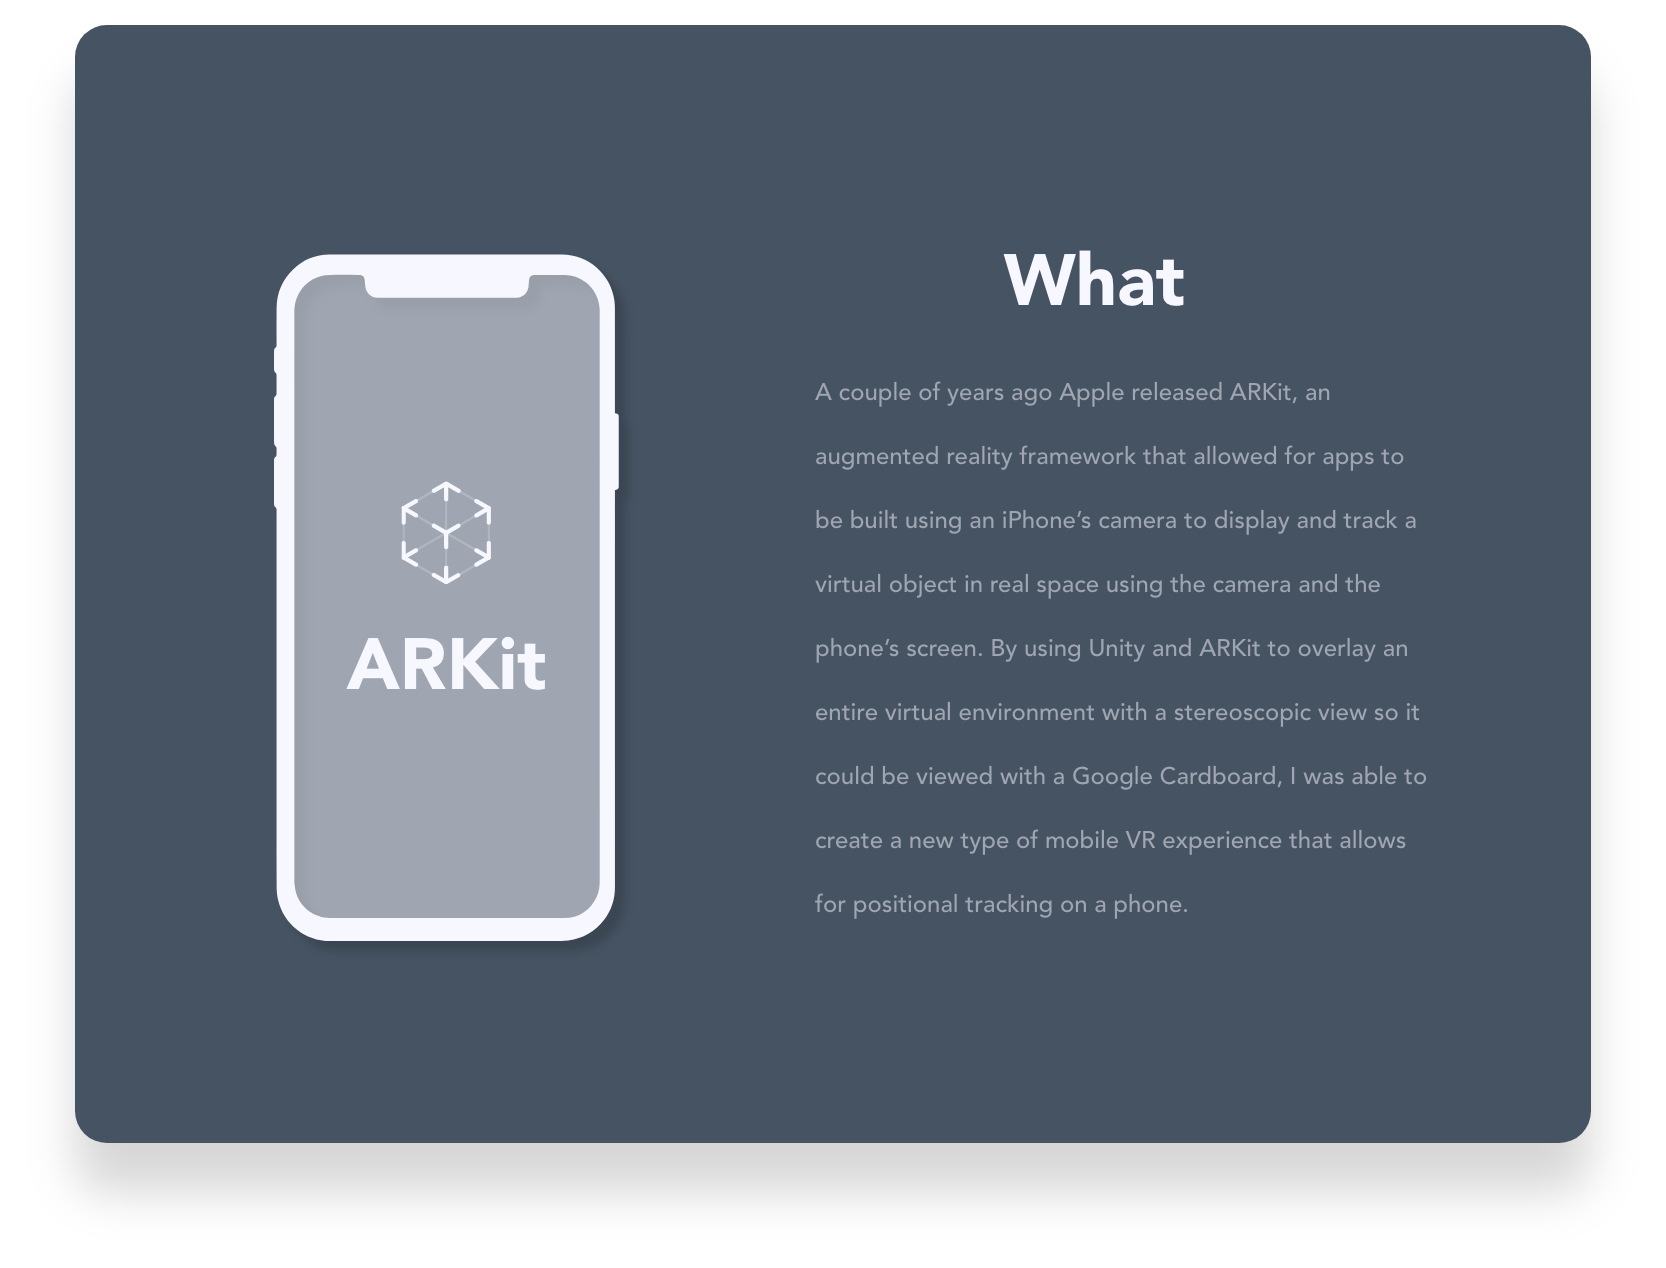 What
ARKit
A couple of years ago Apple released ARKit, an
augmented reality framework that allowed for apps to
be built using an iPhone’s camera to display and track a
virtual object in real space using the camera and the
phone’s screen. By using Unity and ARKit to overlay an
entire virtual environment with a stereoscopic view so it
could be viewed with a Google Cardboard, I was able to
create a new type of mobile VR experience that allows
for positional tracking on a phone.